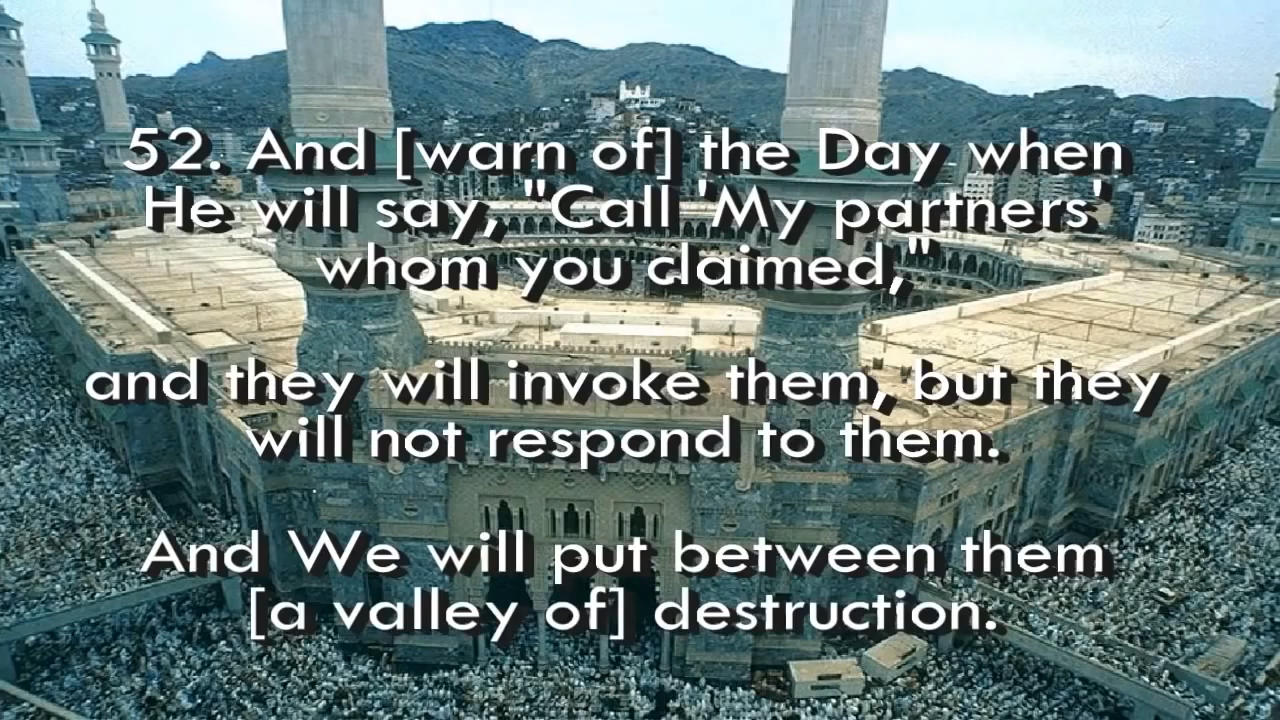 52. And [warn of] the Day when
He will say, "Call 'My partners'
whom you claimed,"
and they will invoke them, but they
will not respond to them.
And We will put between them
[a valley of] destruction.